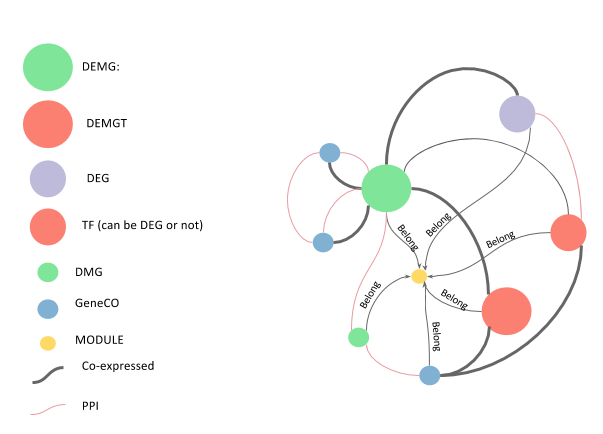 DEMG:
DEMGT
DEG
TF (can be DEG or not)
DMG
GeneCO
MODULE
Co-expressed
PPI
Belong
Belong
Belong
Belong
Belong
Belong